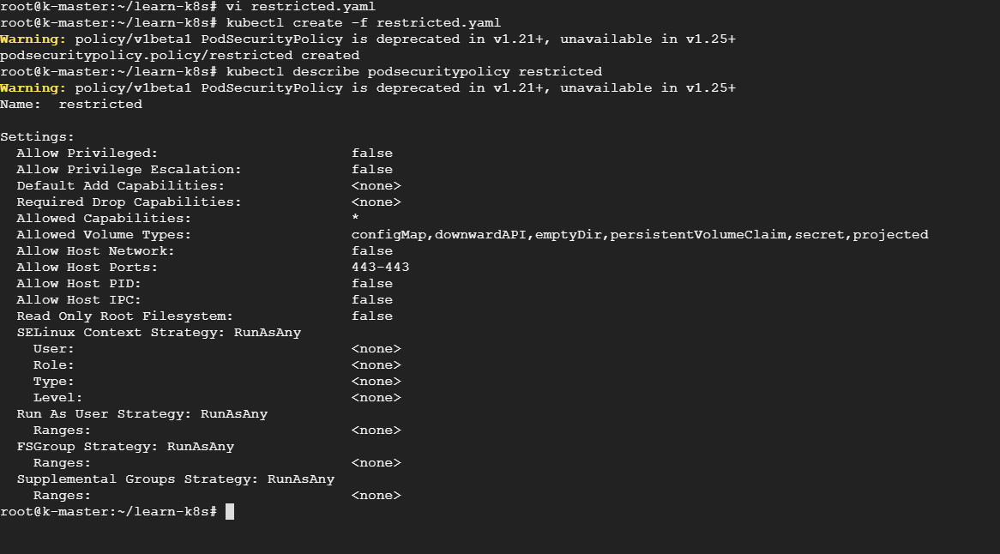 root@k-master:~/learn-k8s# vi restricted.yaml
root@k-master:~/learn-k8s# kubectl create -f restricted.yaml
Warning: policy/v1beta1 PodSecurityPolicy is deprecated in v1.21+, unavailable in v1.25+
podsecuritypolicy.policy/restricted created
root@k-master:~/learn-k8s# kubectl describe podsecuritypolicy restricted
Warning: policy/v1beta1 PodSecurityPolicy is deprecated in v1.21+, unavailable in v1.25+
Name:  restricted

Settings:
  Allow Privileged:                       false
  Allow Privilege Escalation:             false
  Default Add Capabilities:               <none>
  Required Drop Capabilities:             <none>
  Allowed Capabilities:                   *
  Allowed Volume Types:                   configMap,downwardAPI,emptyDir,persistentVolumeClaim,secret,projected
  Allow Host Network:                     false
  Allow Host Ports:                       443-443
  Allow Host PID:                         false
  Allow Host IPC:                         false
  Read Only Root Filesystem:              false
  SELinux Context Strategy: RunAsAny
    User:                                 <none>
    Role:                                 <none>
    Type:                                 <none>
    Level:                                <none>
  Run As User Strategy: RunAsAny
    Ranges:                               <none>
  FSGroup Strategy: RunAsAny
    Ranges:                               <none>
  Supplemental Groups Strategy: RunAsAny
    Ranges:                               <none>
root@k-master:~/learn-k8s#